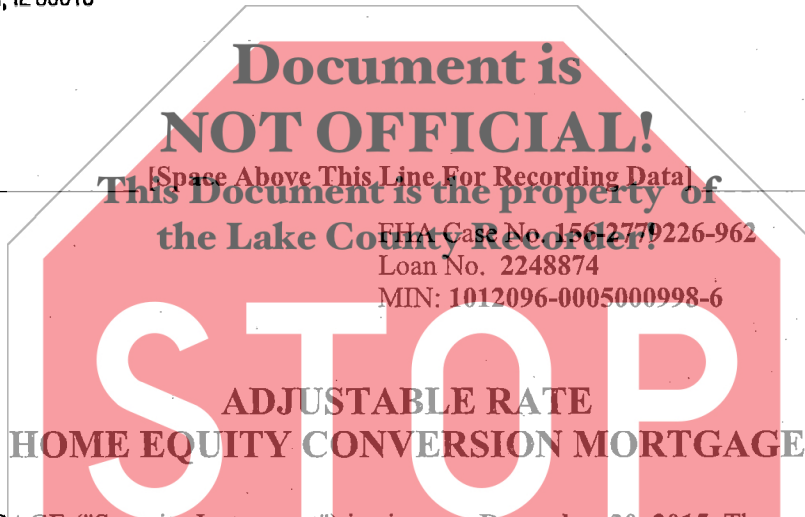 Document is
NOT OFFICIAL!
[Space Above This Line For Recording Data]
This Document is the property of
the Lake County Recorder!
FHA Case No. 156-2779226-962
Loan No. 2248874
MIN: 1012096-0005000998-6
STOP
ADJUSTABLE RATE
HOME EQUITY CONVERSION MORTGAGE